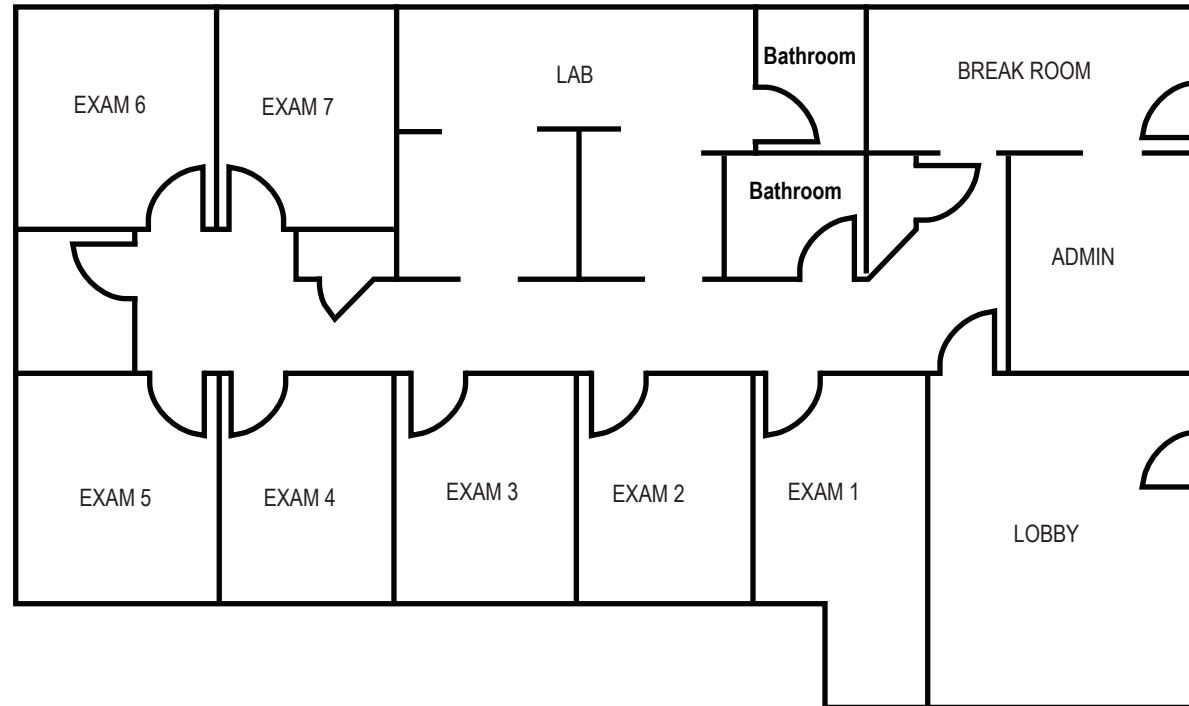 Bathroom
LAB
BREAK ROOM
EXAM 6
EXAM 7
Bathroom
ADMIN
EXAM 5
EXAM 4
EXAM 3
EXAM 2
EXAM 1
LOBBY